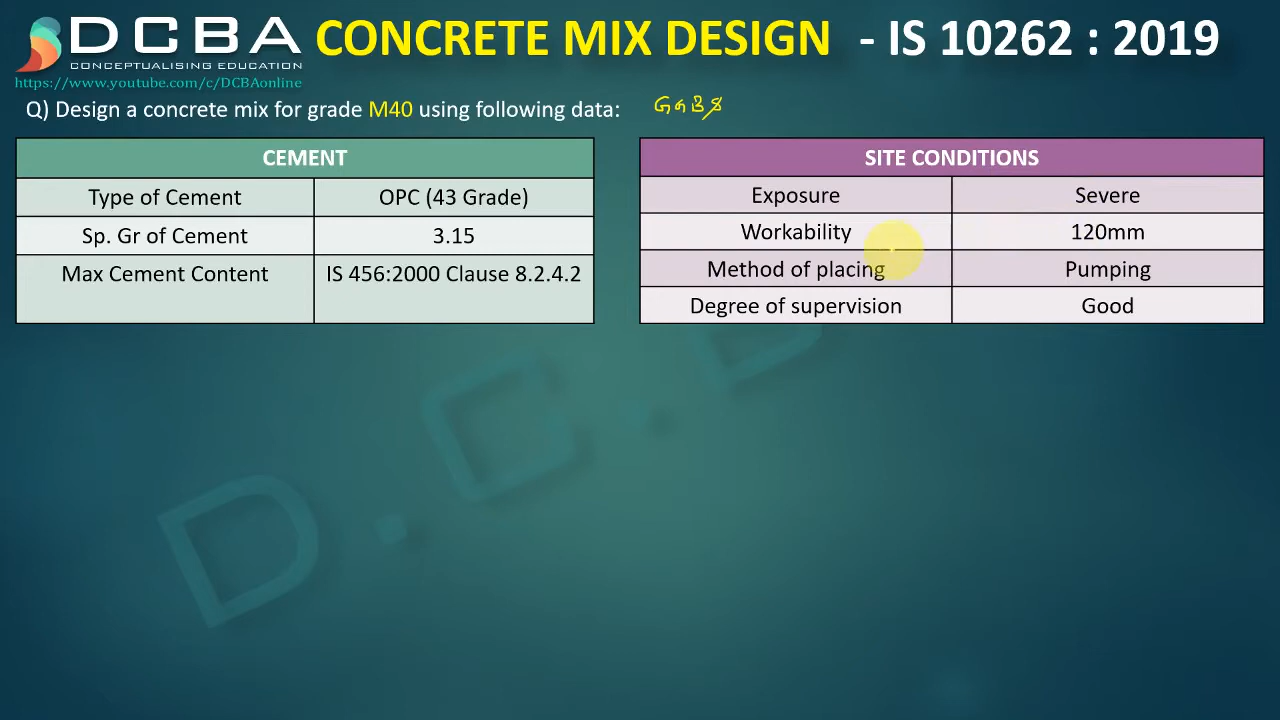 DCBA
CONCEPTUALISING EDUCATION
https://www.youtube.com/c/DCBAonline
CONCRETE MIX DESIGN - IS 10262 : 2019
Q) Design a concrete mix for grade M40 using following data:
CEMENT
Type of Cement OPC (43 Grade)
Sp. Gr of Cement 3.15
Max Cement Content IS 456:2000 Clause 8.2.4.2
SITE CONDITIONS
Exposure Severe
Workability 120mm
Method of placing Pumping
Degree of supervision Good